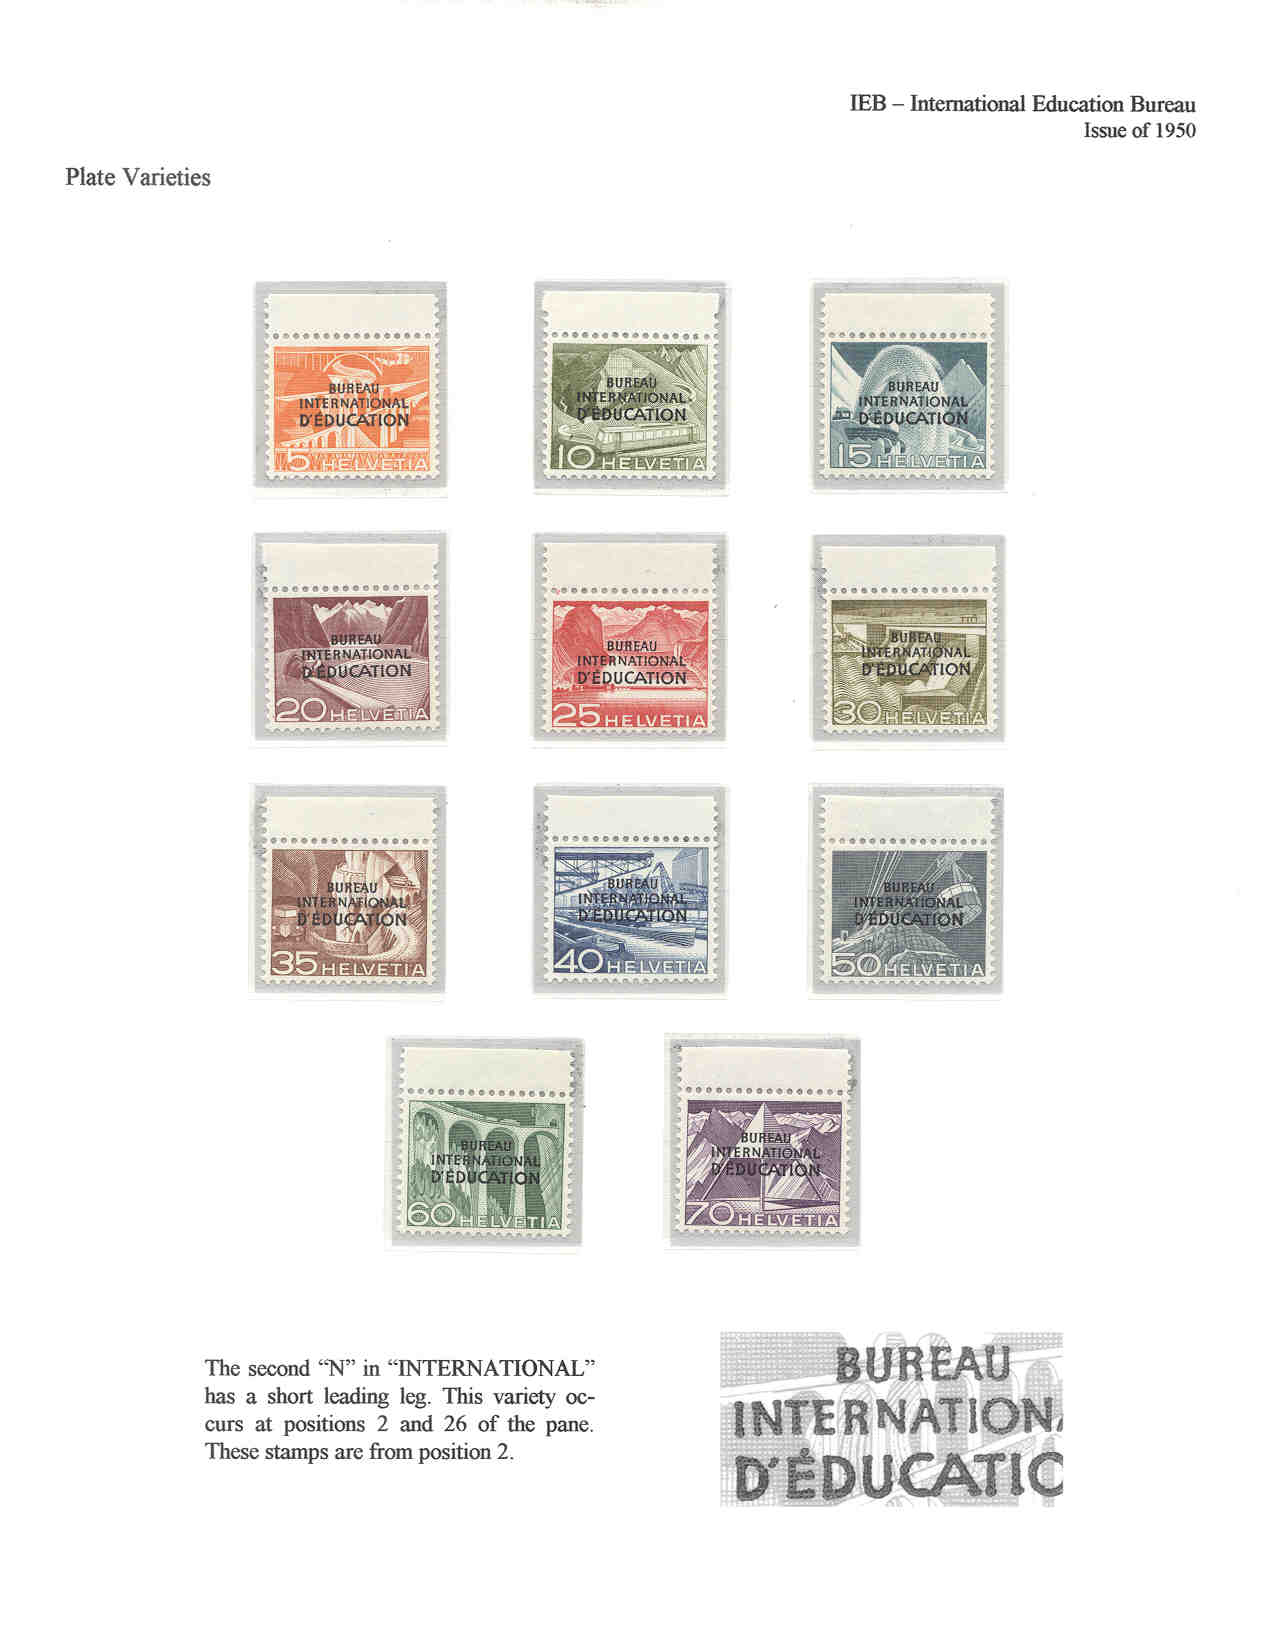 IEB – International Education Bureau
Issue of 1950
Plate Varieties
BUREAU
INTERNATIONAL
D'ÉDUCATION
5 HELVETIA
BUREAU
INTERNATIONAL
D'ÉDUCATION
10 HELVETIA
BUREAU
INTERNATIONAL
D'ÉDUCATION
15 HELVETIA
BUREAU
INTERNATIONAL
D'ÉDUCATION
20 HELVETIA
BUREAU
INTERNATIONAL
D'ÉDUCATION
25 HELVETIA
BUREAU
INTERNATIONAL
D'ÉDUCATION
30 HELVETIA
BUREAU
INTERNATIONAL
D'ÉDUCATION
35 HELVETIA
BUREAU
INTERNATIONAL
D'ÉDUCATION
40 HELVETIA
BUREAU
INTERNATIONAL
D'ÉDUCATION
50 HELVETIA
BUREAU
INTERNATIONAL
D'ÉDUCATION
60 HELVETIA
BUREAU
INTERNATIONAL
D'ÉDUCATION
70 HELVETIA
The second “N” in “INTERNATIONAL”
has a short leading leg. This variety oc-
curs at positions 2 and 26 of the pane.
These stamps are from position 2.
BUREAU
INTERNATION
D'ÉDUCATIO